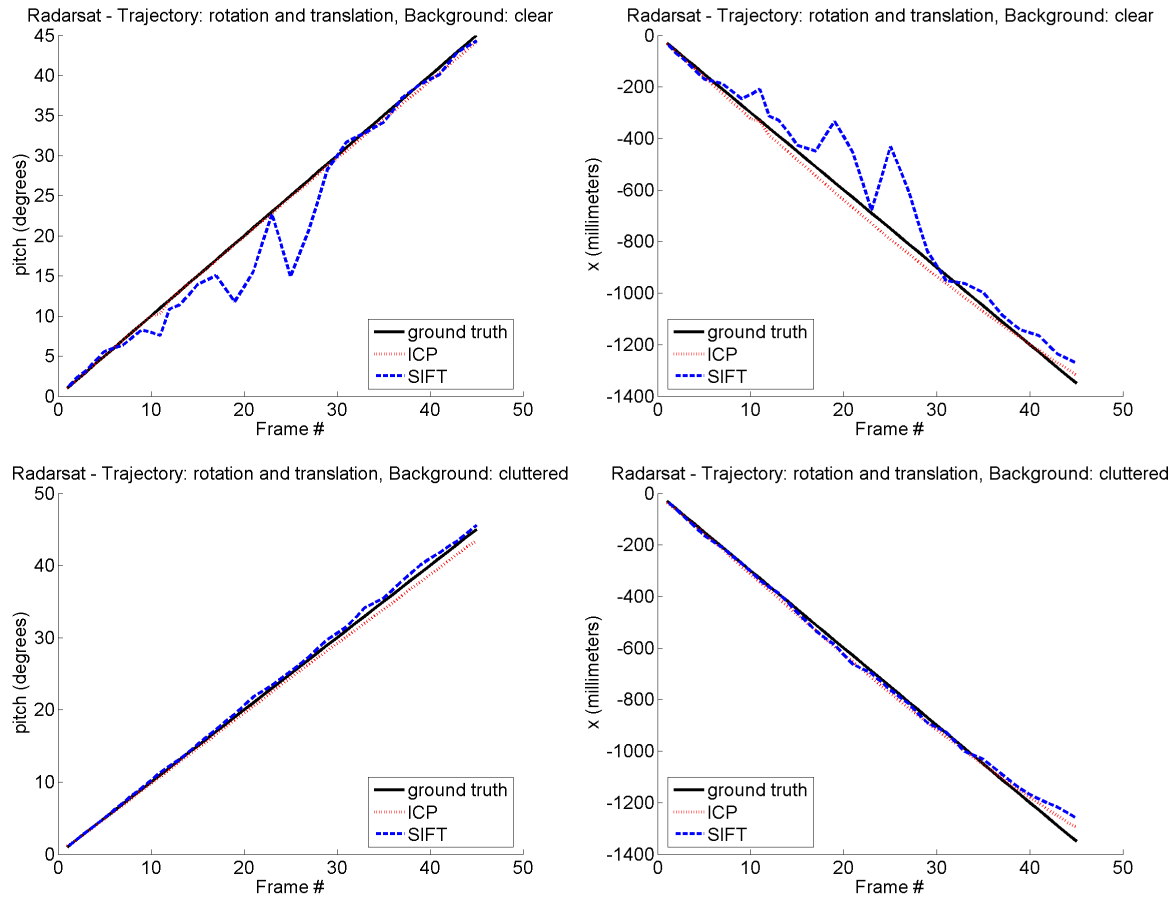 Radarsat - Trajectory: rotation and translation, Background: clear
45
40
35
30
25
20
15
10
5
0
0
10
20
30
40
50
pitch (degrees)
Frame #
ground truth
ICP
SIFT
Radarsat - Trajectory: rotation and translation, Background: clear
0
-200
-400
-600
-800
-1000
-1200
-1400
0
10
20
30
40
50
x (millimeters)
Frame #
ground truth
ICP
SIFT
Radarsat - Trajectory: rotation and translation, Background: cluttered
50
40
30
20
10
0
0
10
20
30
40
50
pitch (degrees)
Frame #
ground truth
ICP
SIFT
Radarsat - Trajectory: rotation and translation, Background: cluttered
0
-200
-400
-600
-800
-1000
-1200
-1400
0
10
20
30
40
50
x (millimeters)
Frame #
ground truth
ICP
SIFT